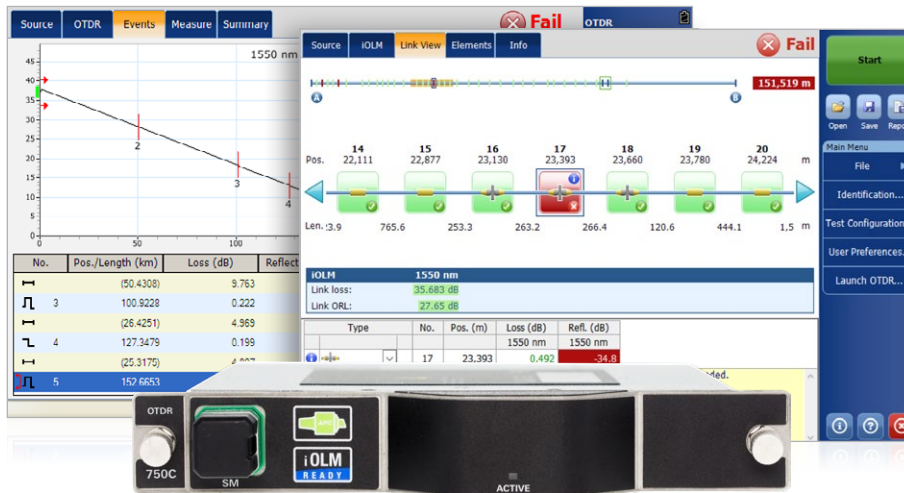 Source OTDR Events Measure Summary
Fail
OTDR
1550 nm
45
40
35
30
25
20
15
10
5
0
0 50 100
2
3
4
No. Pos./Length (km) Loss (dB) Reflect
(50.4308) 9.763
3 100.9228 0.222
(26.4251) 4.969
4 127.3479 0.199
(25.3175)
5 152.6653
Source iOLM Link View Elements Info
Fail
A B
151,519 m
14 15 16 17 18 19 20
Pos. 22,111 22,877 23,130 23,393 23,660 23,780 24,224 m
Len. :3.9 765.6 253.3 263.2 266.4 120.6 444.1 1,5 m
iOLM 1550 nm
Link loss: 35.683 dB
Link ORL: 27.65 dB
Type No. Pos. (m) Loss (dB) Refl. (dB)
1550 nm 1550 nm
17 23,393 0.492 -34.8
ded.
Start
Open Save Repo
Main Menu
File
Identification...
Test Configuration
User Preferences.
Launch OTDR...
OTDR
750C
SM
APC
iOLM
READY
ACTIVE